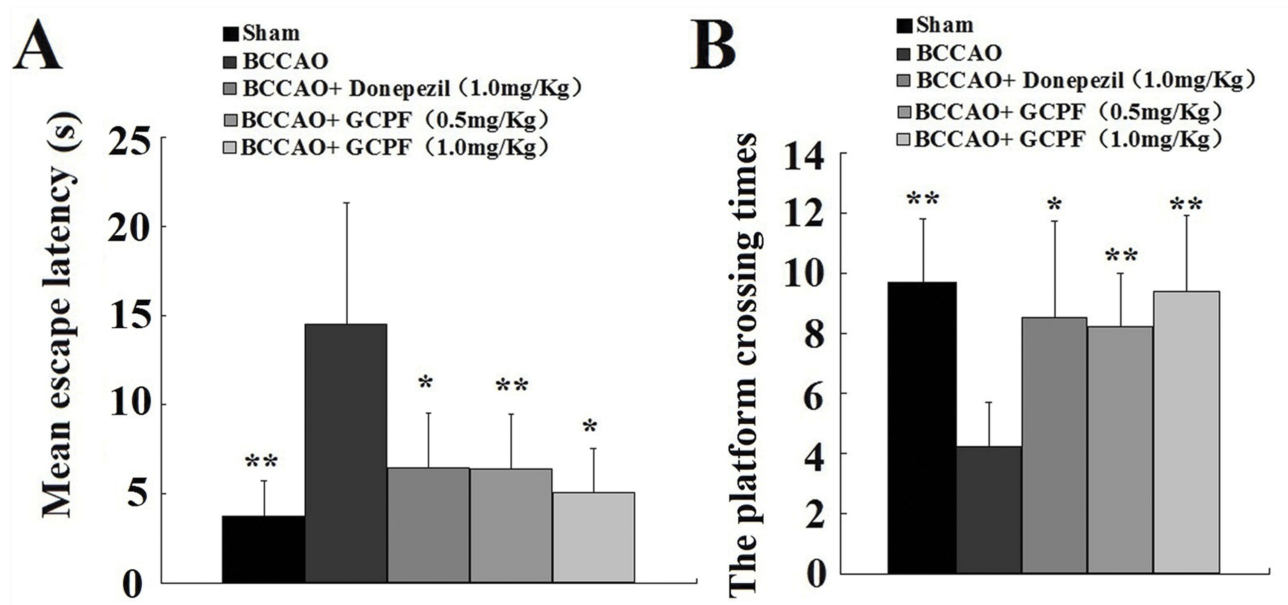 A
Sham
BCCAO
BCCAO+ Donepezil（1.0mg/Kg）
BCCAO+ GCPF（0.5mg/Kg）
BCCAO+ GCPF（1.0mg/Kg）
Mean escape latency (s)
25
20
15
10
5
0
**
*
**
*
B
Sham
BCCAO
BCCAO+ Donepezil（1.0mg/Kg）
BCCAO+ GCPF（0.5mg/Kg）
BCCAO+ GCPF（1.0mg/Kg）
The platform crossing times
14
12
10
8
6
4
2
0
**
*
**
**